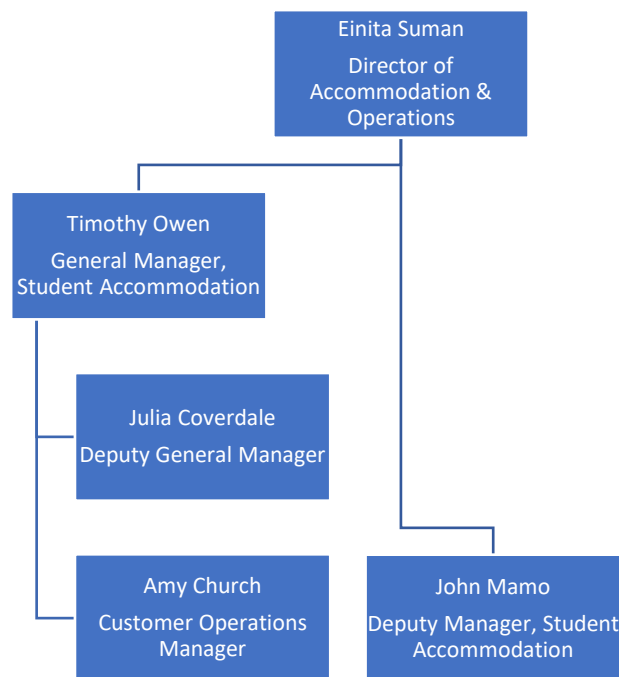 Einita Suman
Director of
Accommodation &
Operations
Timothy Owen
General Manager,
Student Accommodation
Julia Coverdale
Deputy General Manager
Amy Church
Customer Operations
Manager
John Mamo
Deputy Manager, Student
Accommodation